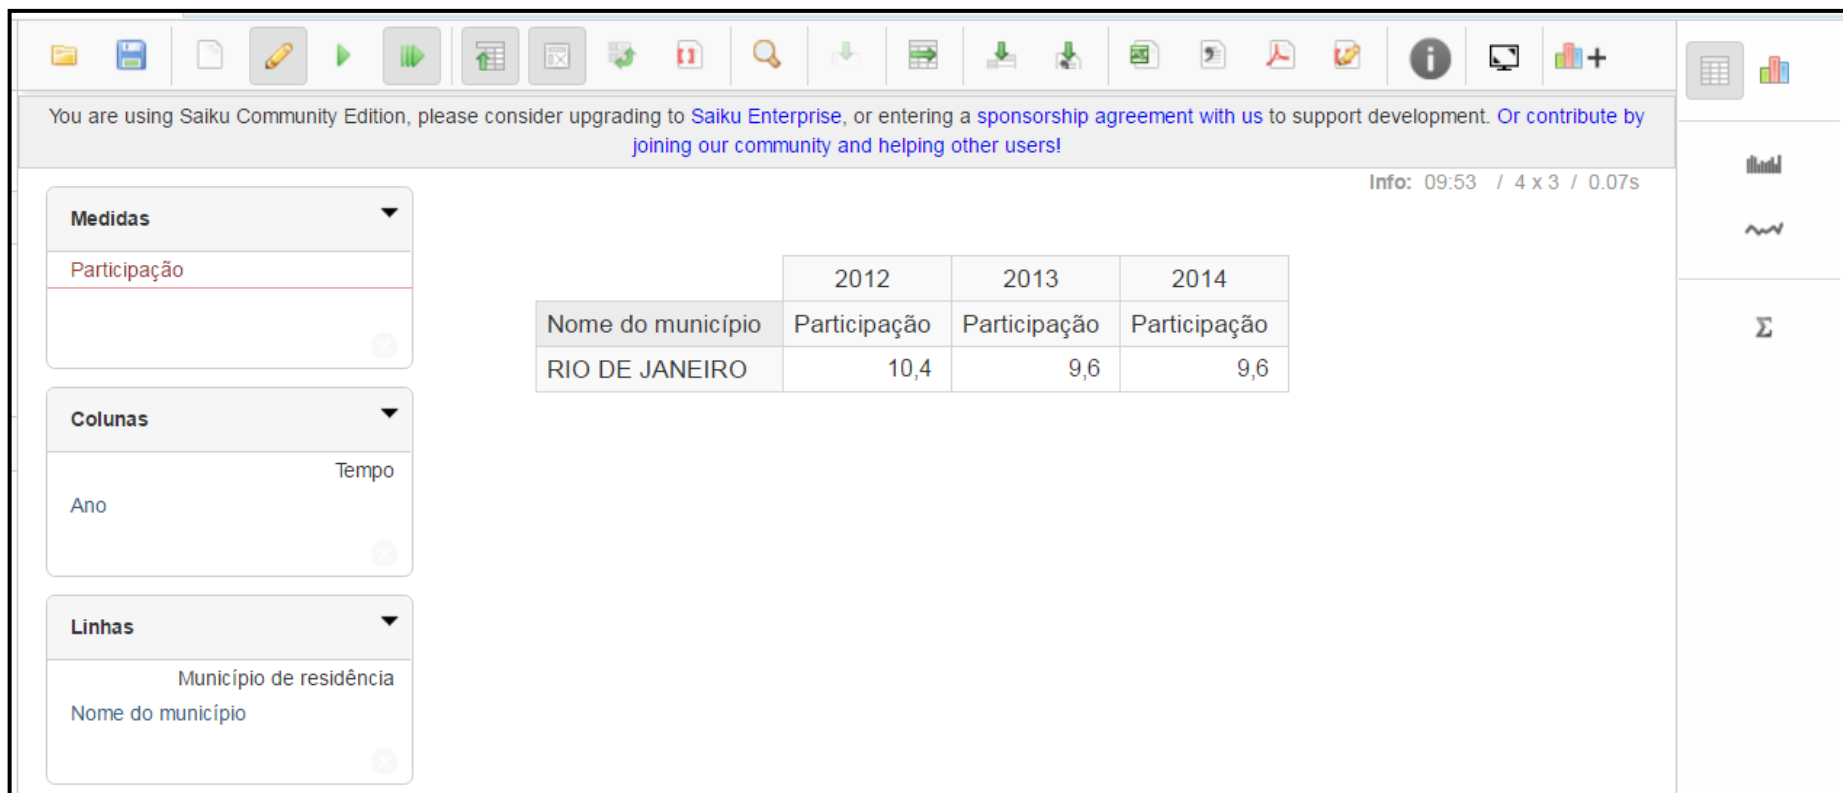 You are using Saiku Community Edition, please consider upgrading to Saiku Enterprise, or entering a sponsorship agreement with us to support development. Or contribute by
joining our community and helping other users!
Info: 09:53 / 4 x 3 / 0.07s
Medidas
Participação
Colunas
Tempo
Ano
Linhas
Município de residência
Nome do município
2012 2013 2014
Nome do município Participação Participação Participação
RIO DE JANEIRO 10,4 9,6 9,6